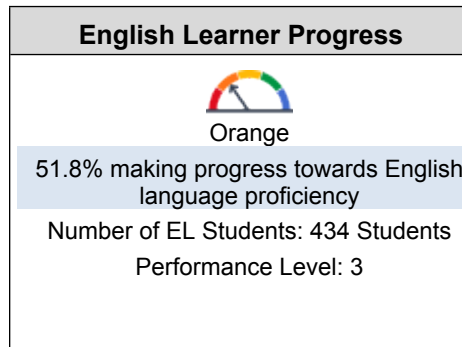 English Learner Progress
Orange
51.8% making progress towards English
language proficiency
Number of EL Students: 434 Students
Performance Level: 3